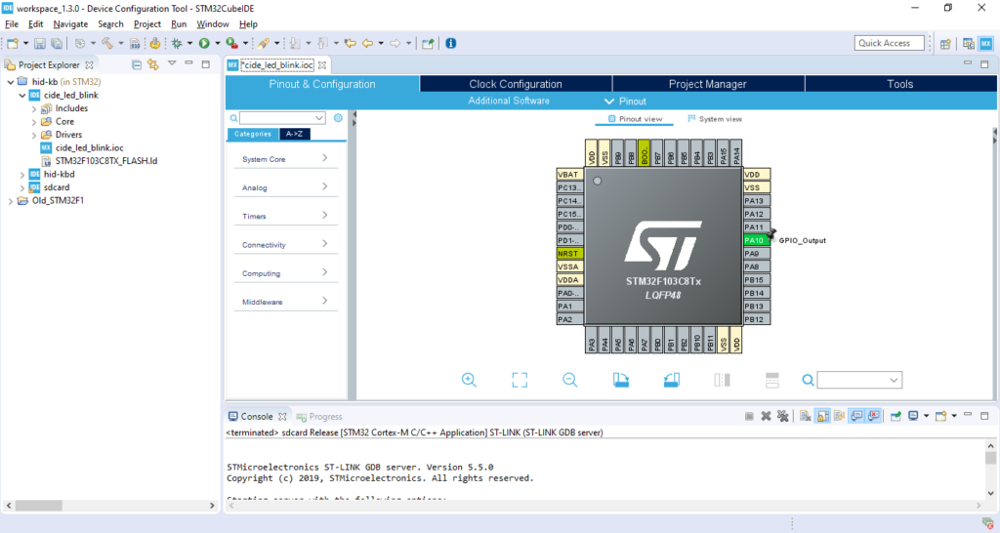 workspace_1.3.0 - Device Configuration Tool - STM32CubeIDE
File Edit Navigate Search Project Run Window Help
Quick Access
Project Explorer
hid-kb (in STM32)
cide_led_blink
Includes
Core
Drivers
cide_led_blink.ioc
STM32F103C8TX_FLASH.ld
hid-kbd
sdcard
Old_STM32F1
*cide_led_blink.ioc
Pinout & Configuration Clock Configuration Project Manager Tools
Additional Software Pinout
Pinout view System view
Categories A->Z
System Core
Analog
Timers
Connectivity
Computing
Middleware
VDD VSS PB9 PB8 BOO.. PB7 PB6 PB5 PB4 PB3 PA15 PA14
VBAT
PC13..
PC14..
PC15..
PD0-..
PD1-..
NRST
VSSA
VDDA
PA0-..
PA1
PA2
ST
STM32F103C8Tx
LQFP48
VDD
VSS
PA13
PA12
PA11
PA10 GPIO_Output
PA9
PA8
PB15
PB14
PB13
PB12
PA3 PA4 PA5 PA6 PA7 PB0 PB1 PB2 PB10 PB11 VSS VDD
Console Progress
<terminated> sdcard Release [STM32 Cortex-M C/C++ Application] ST-LINK (ST-LINK GDB server)
STMicroelectronics ST-LINK GDB server. Version 5.5.0
Copyright (c) 2019, STMicroelectronics. All rights reserved.
Starting server with the following options: